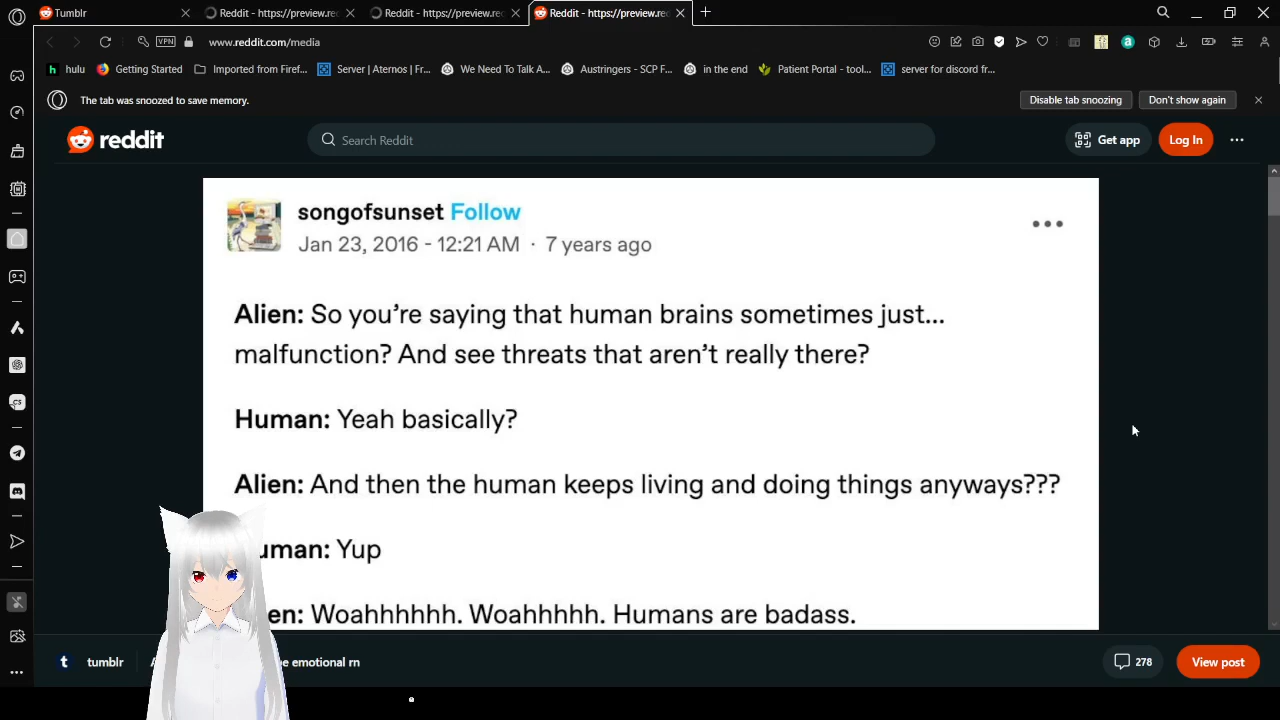 Tumblr
Reddit - https://preview.rec
Reddit - https://preview.rec
Reddit - https://preview.rec
VPN
www.reddit.com/media
hulu
Getting Started
Imported from Firef...
Server | Aternos | Fr...
We Need To Talk A...
Austringers - SCP F...
in the end
Patient Portal - tool...
server for discord fr...
The tab was snoozed to save memory.
Disable tab snoozing
Don't show again
reddit
Search Reddit
Get app
Log In
songofsunset Follow
Jan 23, 2016 - 12:21 AM · 7 years ago
Alien: So you're saying that human brains sometimes just...
malfunction? And see threats that aren't really there?
Human: Yeah basically?
Alien: And then the human keeps living and doing things anyways???
uman: Yup
en: Woahhhhhh. Woahhhhh. Humans are badass.
tumblr
e emotional rn
278
View post